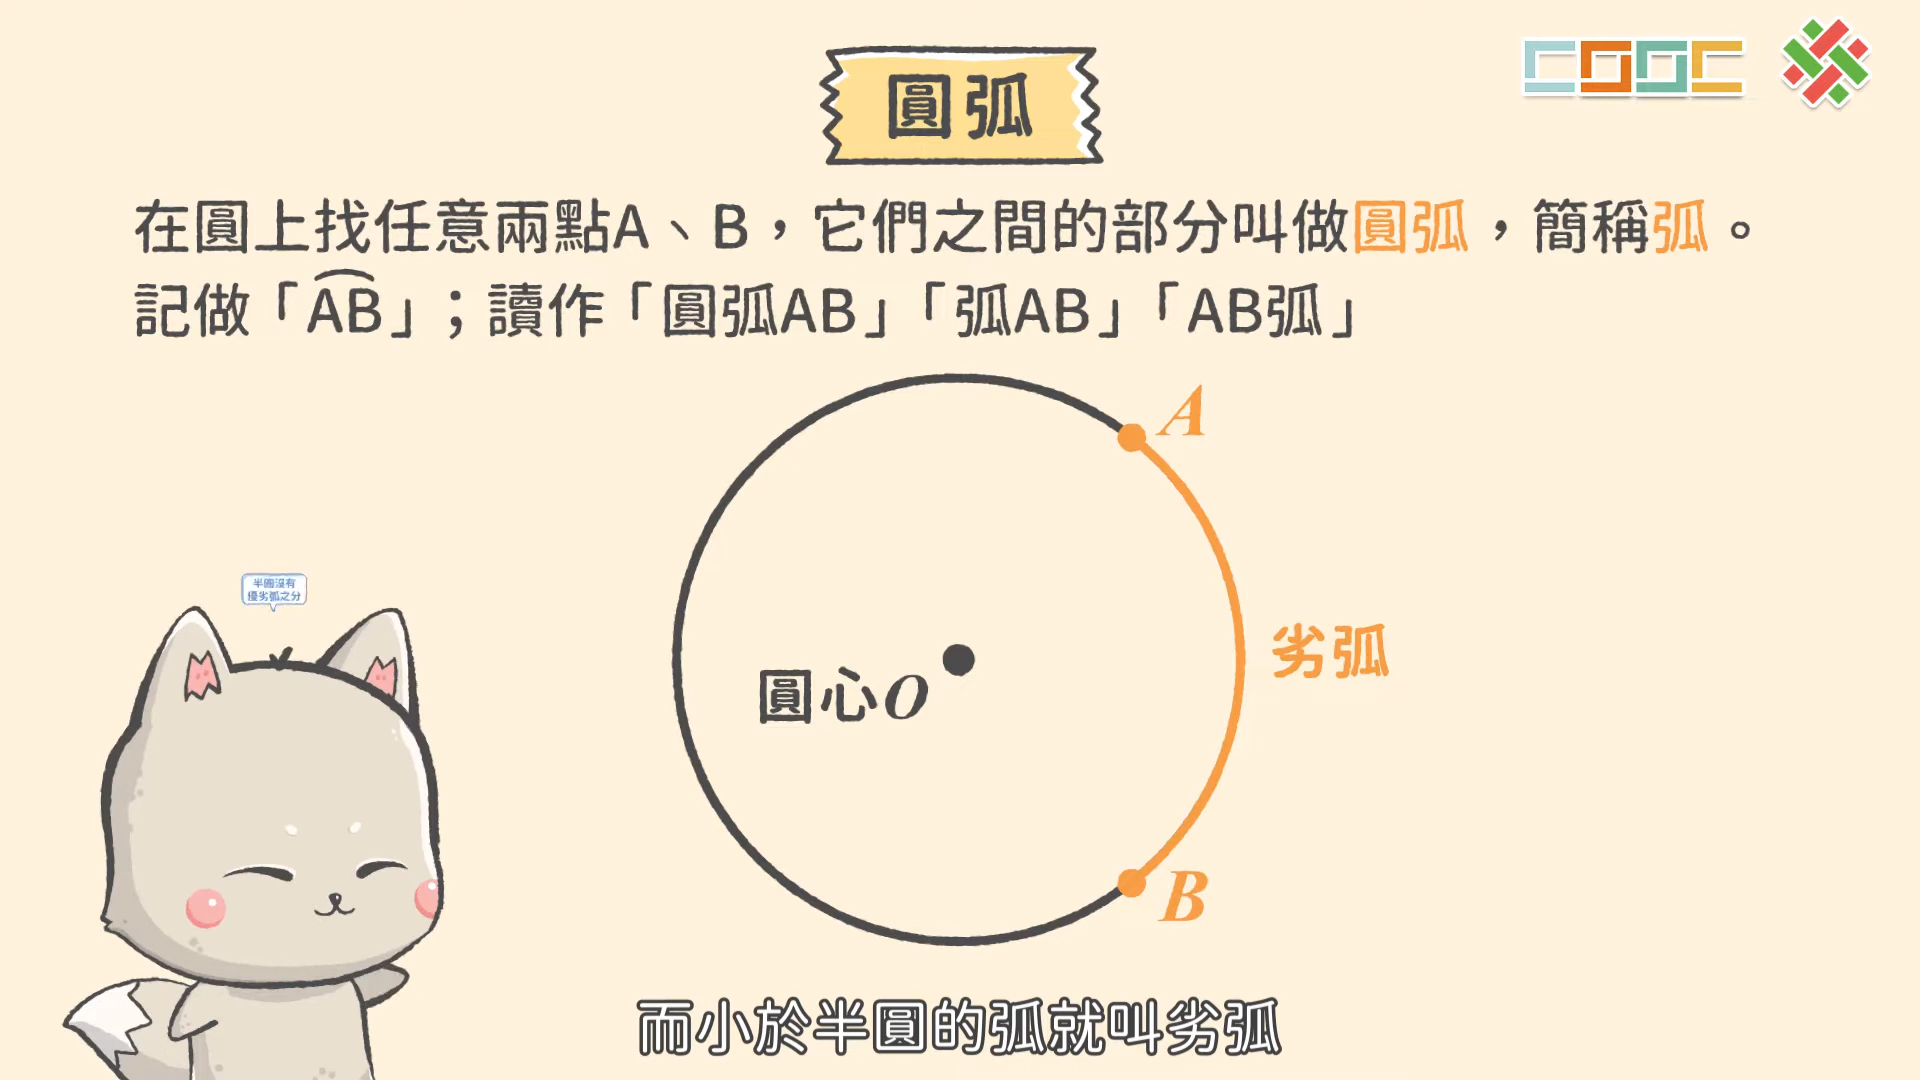 圓弧
COOC
在圓上找任意兩點A、B，它們之間的部分叫做圓弧，簡稱弧。
記做「A͡B」；讀作「圓弧AB」「弧AB」「AB弧」
A
半圓沒有
優劣弧之分
劣弧
圓心O
B
而小於半圓的弧就叫劣弧